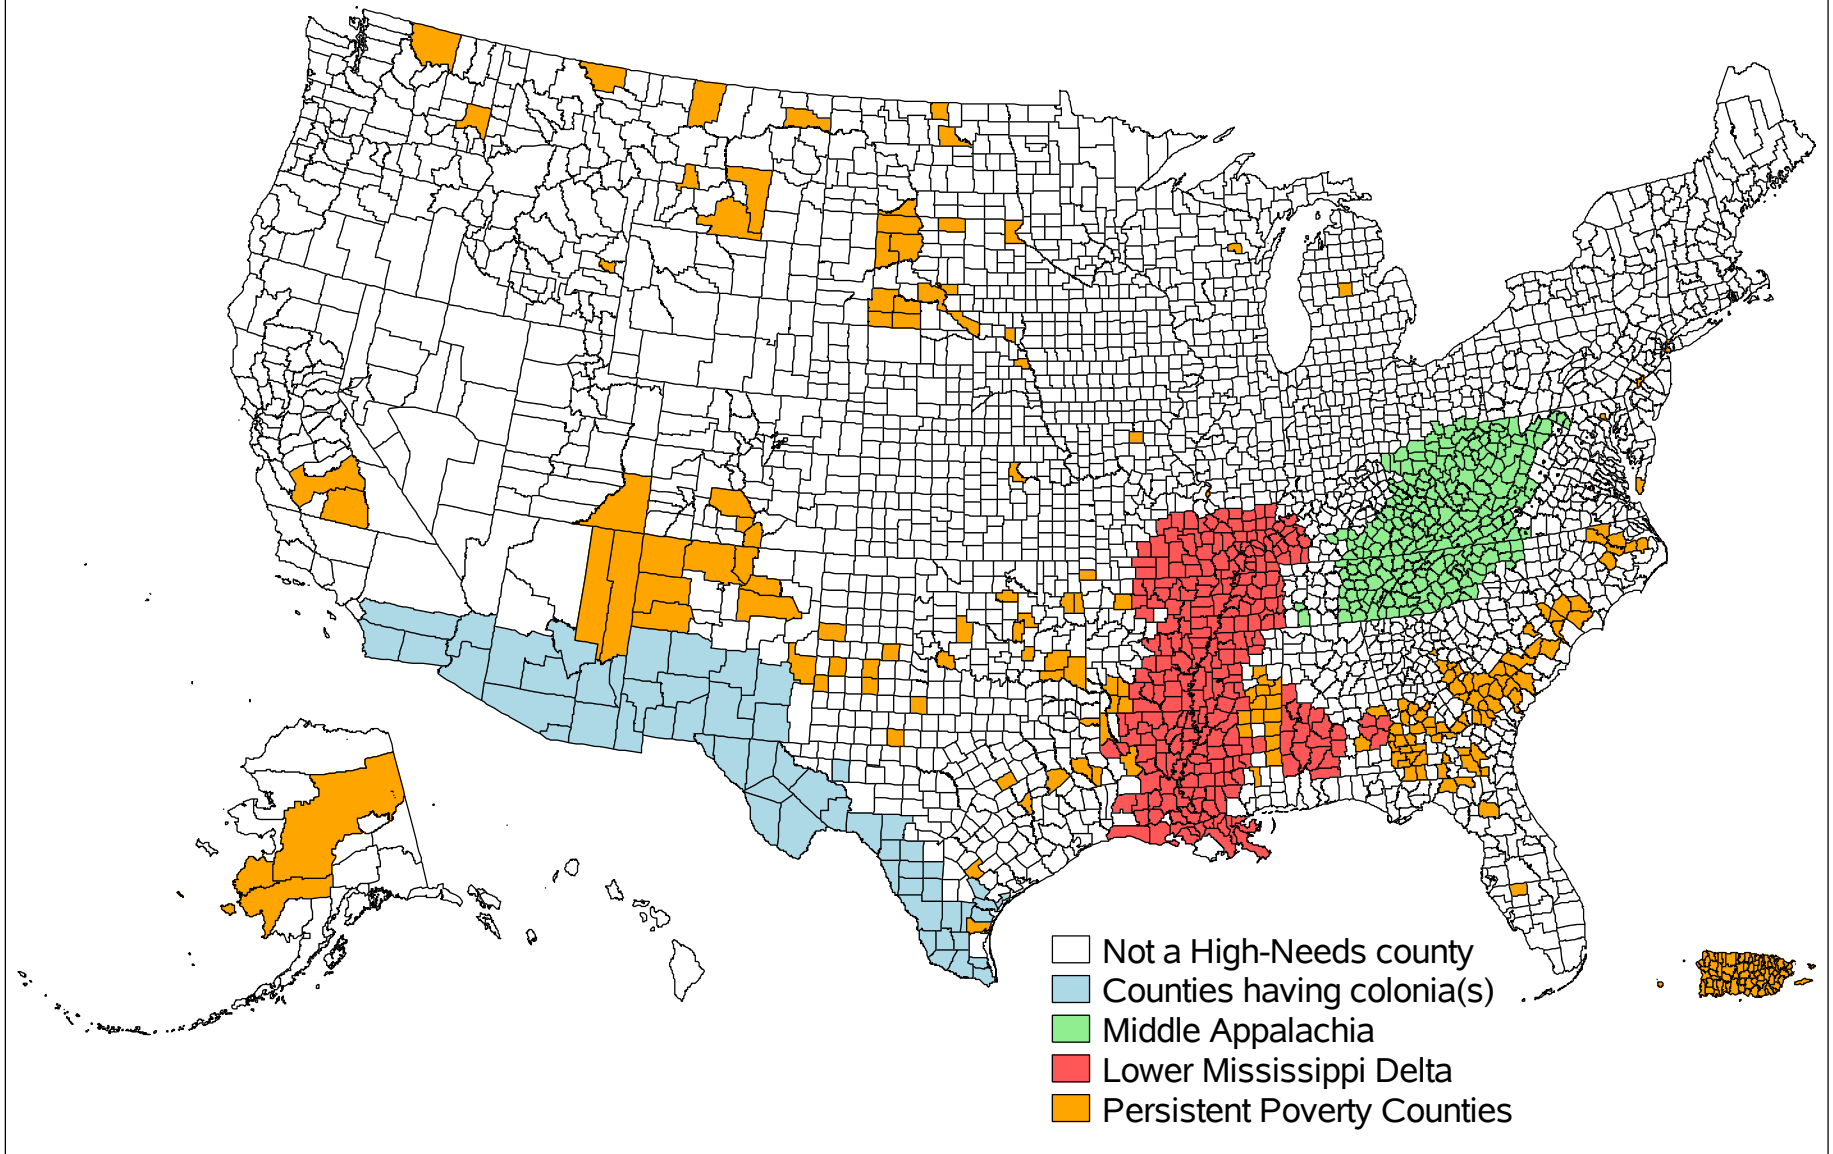 Not a High-Needs county
Counties having colonia(s)
Middle Appalachia
Lower Mississippi Delta
Persistent Poverty Counties